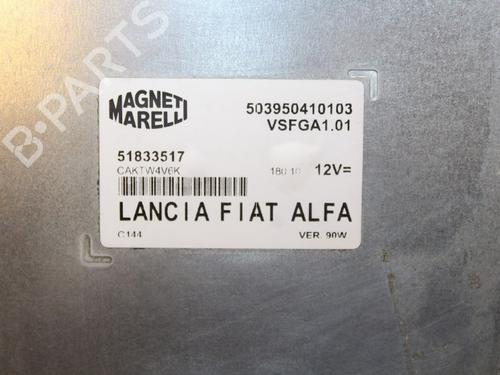 MAGNETI
MARELLI
503950410103
VSFGA1.01
51833517
CAKTW4V6K
180 10 12V=
LANCIA FIAT ALFA
C144 VER. 90W
B-PARTS